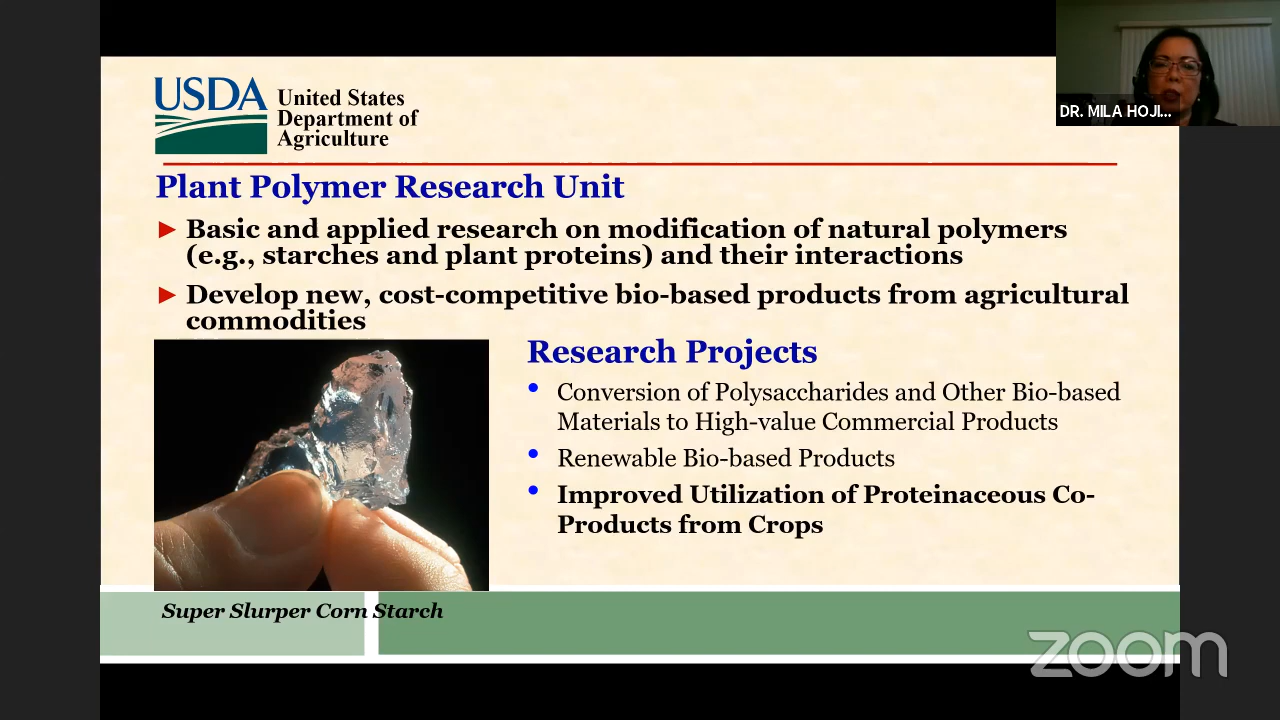 USDA
United States
Department of
Agriculture
DR. MILA HOJI...
Plant Polymer Research Unit
► Basic and applied research on modification of natural polymers
(e.g., starches and plant proteins) and their interactions
► Develop new, cost-competitive bio-based products from agricultural
commodities
Research Projects
• Conversion of Polysaccharides and Other Bio-based
Materials to High-value Commercial Products
• Renewable Bio-based Products
• Improved Utilization of Proteinaceous Co-
Products from Crops
Super Slurper Corn Starch
zoom